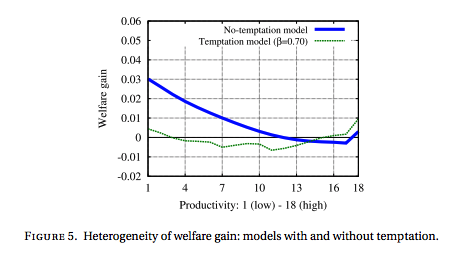 0.06
0.05
0.04
0.03
0.02
0.01
0
-0.01
-0.02
Welfare gain
No-temptation model
Temptation model (β=0.70)
1 4 7 10 13 16 18
Productivity: 1 (low) - 18 (high)
FIGURE 5. Heterogeneity of welfare gain: models with and without temptation.